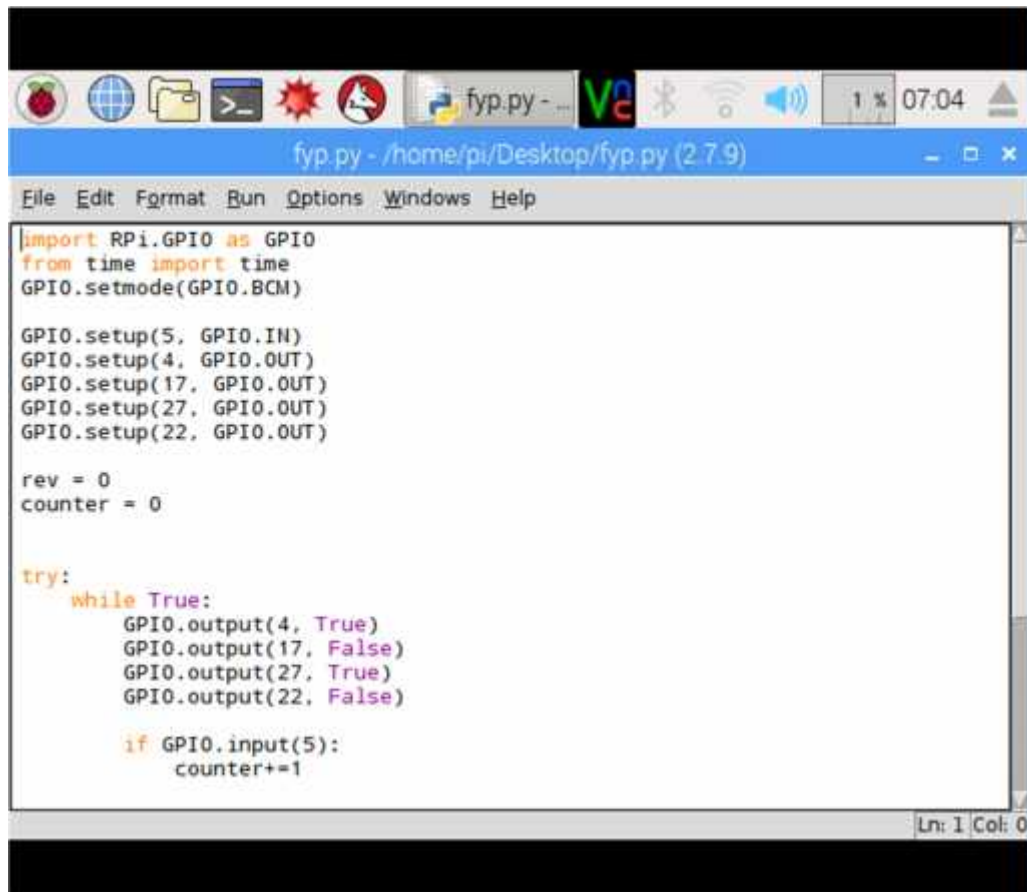 fyp.py - ...
V2
1 %
07:04
fyp.py - /home/pi/Desktop/fyp.py (2.7.9)
File Edit Format Run Options Windows Help
import RPi.GPIO as GPIO
from time import time
GPIO.setmode(GPIO.BCM)
GPIO.setup(5, GPIO.IN)
GPIO.setup(4, GPIO.OUT)
GPIO.setup(17, GPIO.OUT)
GPIO.setup(27, GPIO.OUT)
GPIO.setup(22, GPIO.OUT)
rev = 0
counter = 0
try:
    while True:
        GPIO.output(4, True)
        GPIO.output(17, False)
        GPIO.output(27, True)
        GPIO.output(22, False)
        if GPIO.input(5):
            counter+=1
Ln: 1 Col: 0